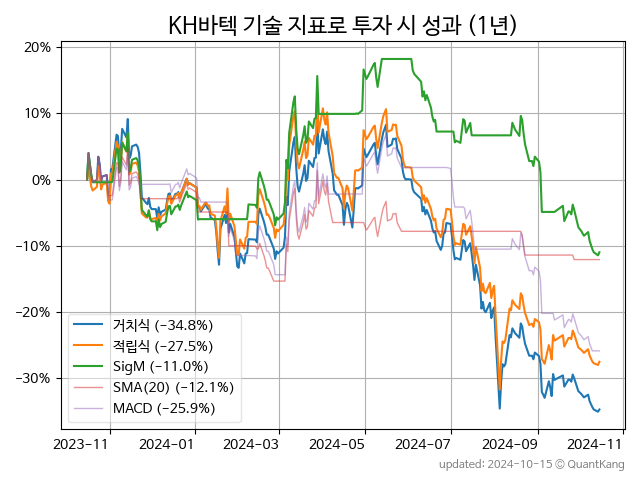 KH바텍 기술 지표로 투자 시 성과 (1년)
20%
10%
0%
−10%
−20%
−30%
거치식 (−34.8%)
적립식 (−27.5%)
SigM (−11.0%)
SMA(20) (−12.1%)
MACD (−25.9%)
2023-11
2024-01
2024-03
2024-05
2024-07
2024-09
2024-11
updated: 2024-10-15 © QuantKang